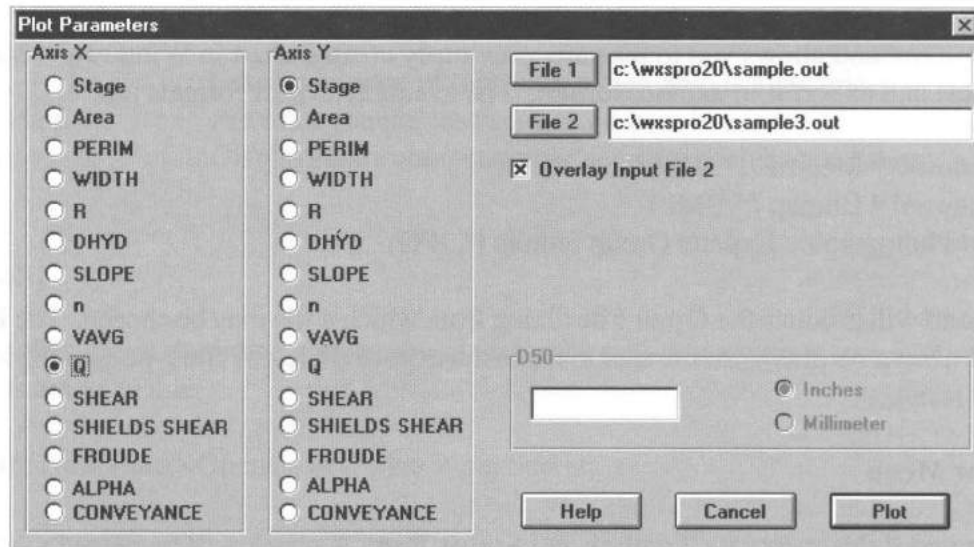 Plot Parameters
Axis X
Stage
Area
PERIM
WIDTH
R
DHYD
SLOPE
n
VAVG
Q
SHEAR
SHIELDS SHEAR
FROUDE
ALPHA
CONVEYANCE
Axis Y
Stage
Area
PERIM
WIDTH
R
DHYD
SLOPE
n
VAVG
Q
SHEAR
SHIELDS SHEAR
FROUDE
ALPHA
CONVEYANCE
File 1 c:\wxspro20\sample.out
File 2 c:\wxspro20\sample3.out
Overlay Input File 2
D50
Inches
Millimeter
Help Cancel Plot